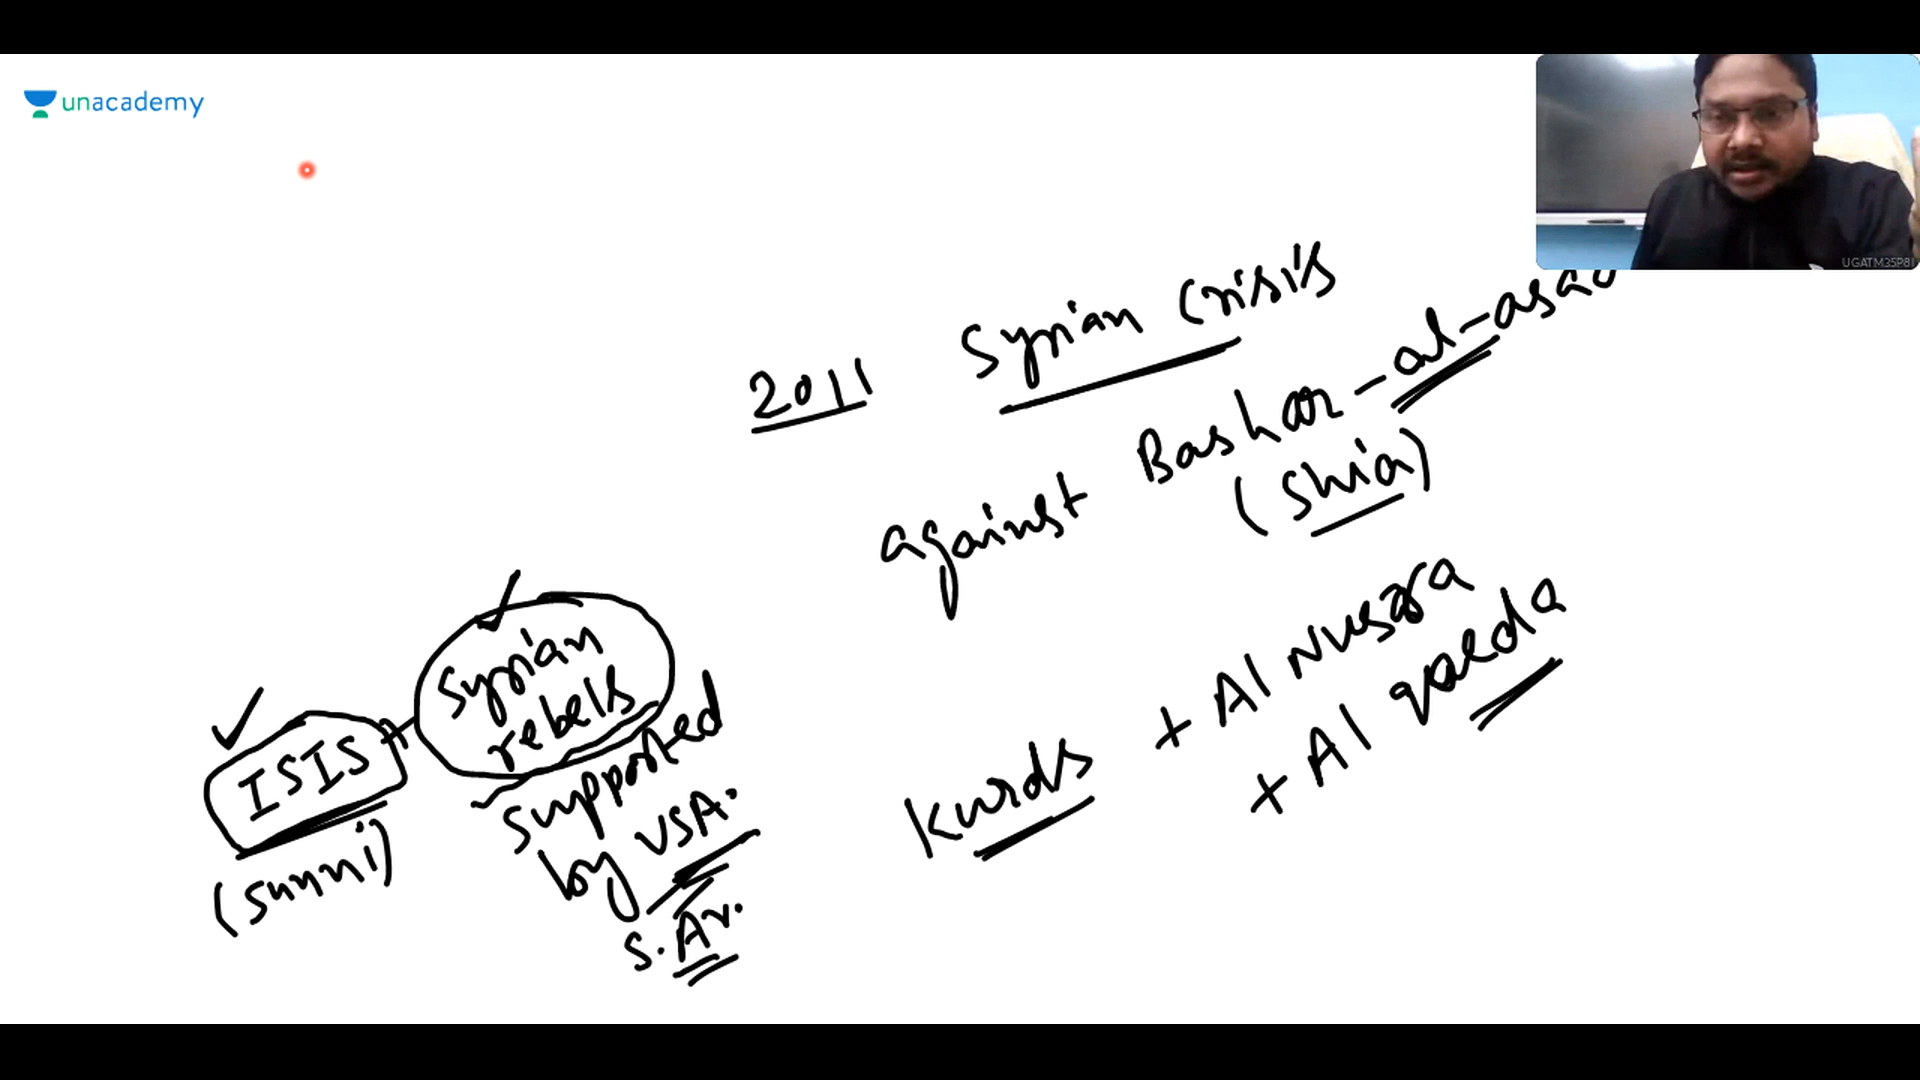 unacademy
UGATM35P8I
2011 Syrian Crisis
against Bashar-al-asad
(Shia)
ISIS + Syrian rebels
(Sunni)
Supported
by USA.
S. Ar.
Kurds + Al Nusra
+ Al qaeda